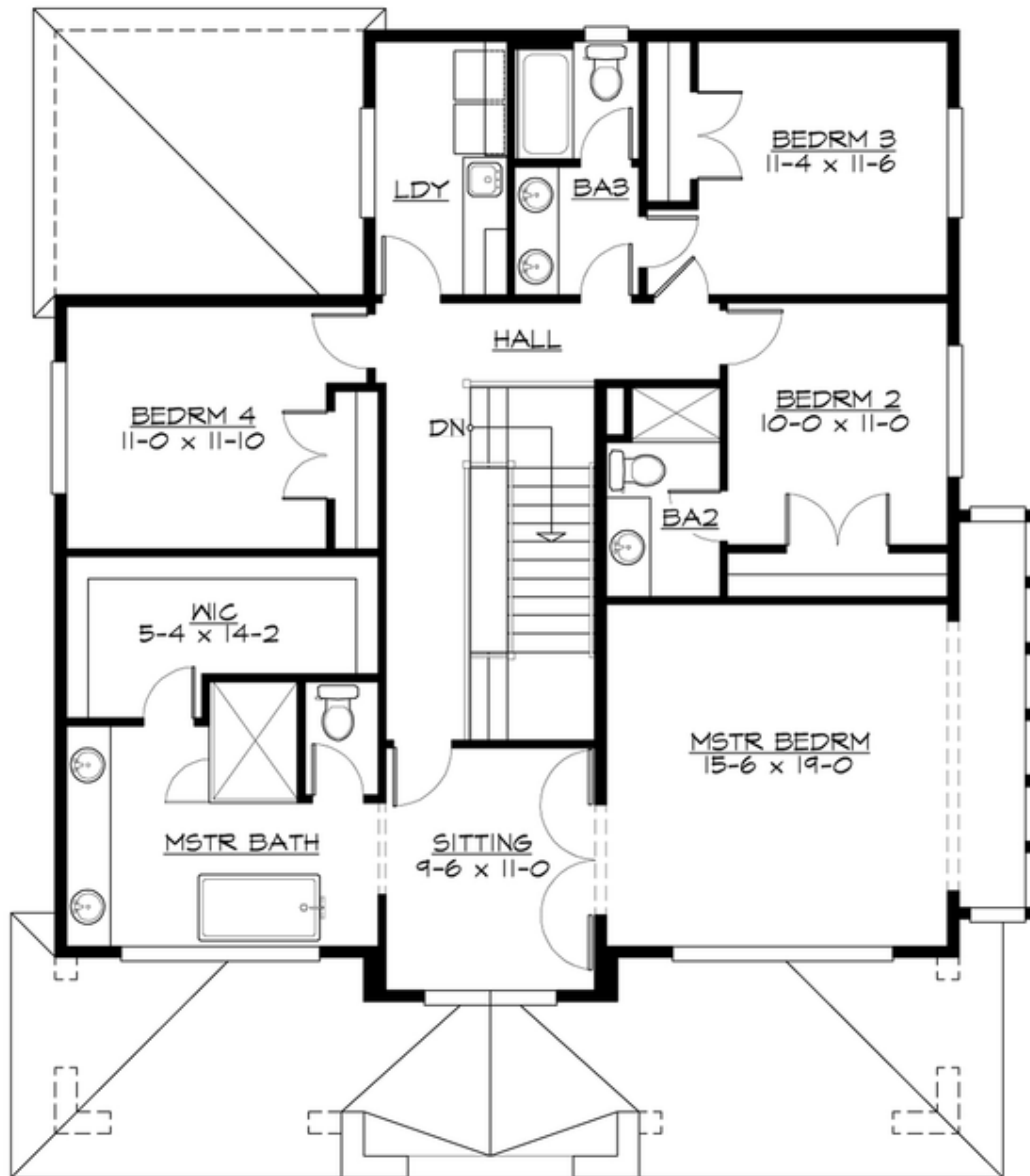 BEDRM 3
11-4 x 11-6
LDY
BA3
HALL
BEDRM 4
11-0 x 11-10
DN
BEDRM 2
10-0 x 11-0
BA2
WIC
5-4 x 14-2
MSTR BEDRM
15-6 x 19-0
MSTR BATH
SITTING
9-6 x 11-0